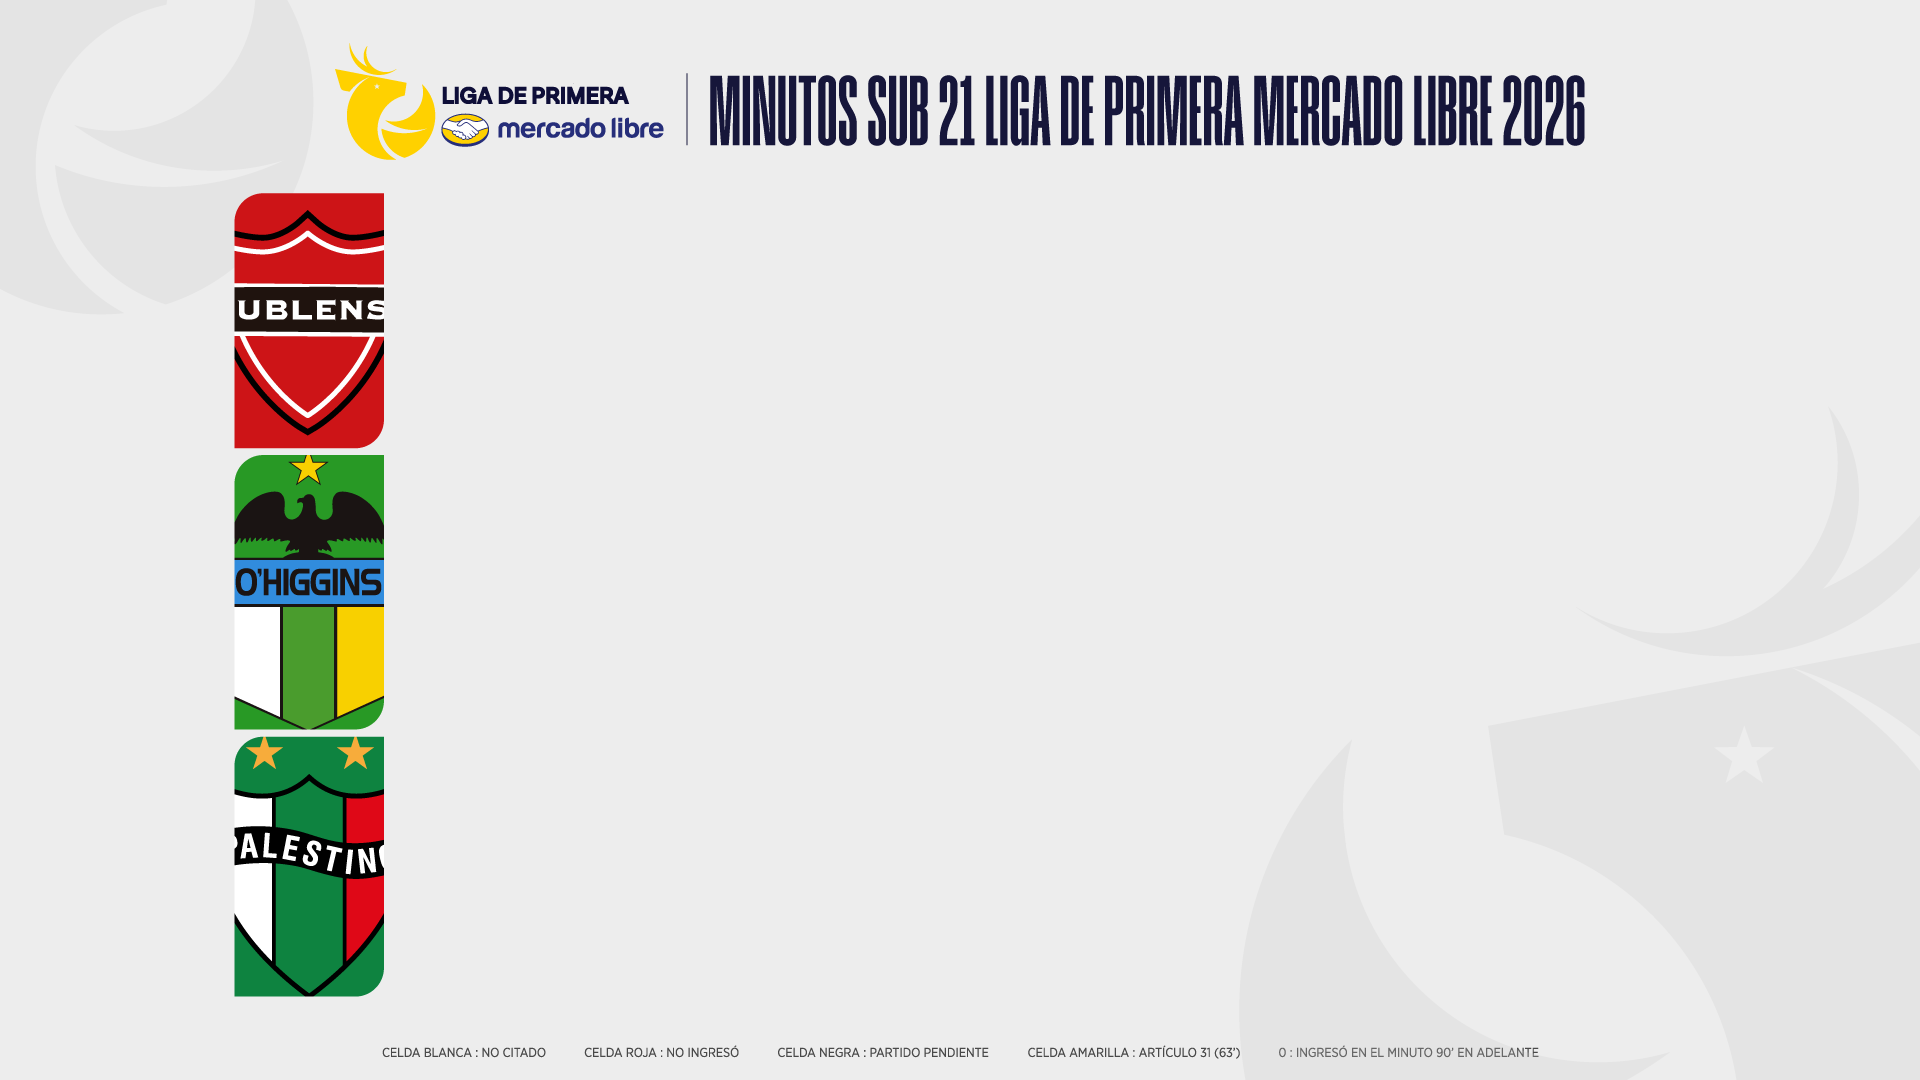 LIGA DE PRIMERA
mercado libre
MINUTOS SUB 21 LIGA DE PRIMERA MERCADO LIBRE 2026
UBLENS
O'HIGGINS
PALESTINO
CELDA BLANCA : NO CITADO
CELDA ROJA : NO INGRESÓ
CELDA NEGRA : PARTIDO PENDIENTE
CELDA AMARILLA : ARTÍCULO 31 (63')
0 : INGRESÓ EN EL MINUTO 90' EN ADELANTE